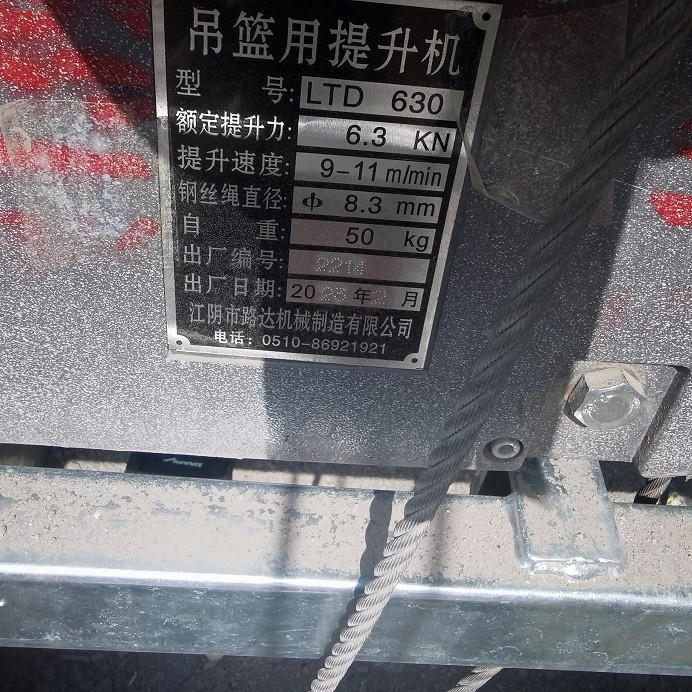 吊篮用提升机
型 号: LTD 630
额定提升力: 6.3 KN
提升速度: 9-11 m/min
钢丝绳直径: ф 8.3 mm
自 重: 50 kg
出厂编号: 2214
出厂日期: 20 年 月
江阴市路达机械制造有限公司
电话: 0510-86921921